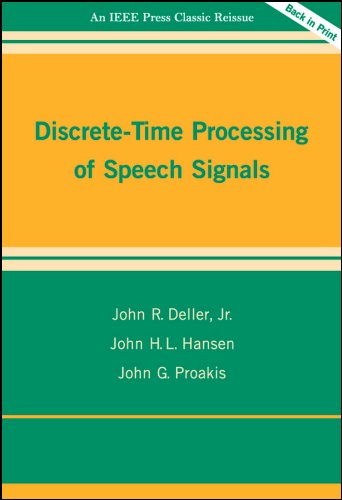 An IEEE Press Classic Reissue
Back in Print
Discrete-Time Processing
of Speech Signals
John R. Deller, Jr.
John H. L. Hansen
John G. Proakis